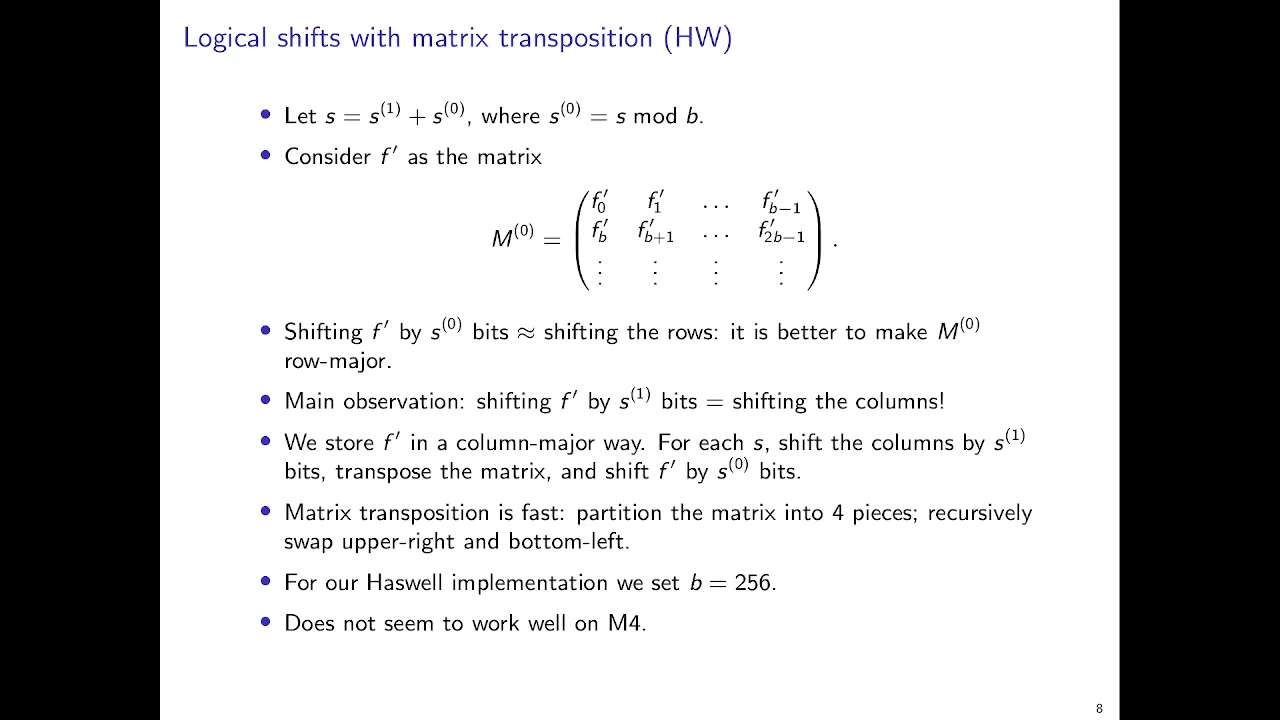 Logical shifts with matrix transposition (HW)
• Let s = s⁽¹⁾ + s⁽⁰⁾, where s⁽⁰⁾ = s mod b.
• Consider f′ as the matrix
f′₀ f′₁ … f′_{b−1}
M⁽⁰⁾ = ( f′_b f′_{b+1} … f′_{2b−1} ) .
⋮ ⋮ ⋮ ⋮
• Shifting f′ by s⁽⁰⁾ bits ≈ shifting the rows: it is better to make M⁽⁰⁾
row-major.
• Main observation: shifting f′ by s⁽¹⁾ bits = shifting the columns!
• We store f′ in a column-major way. For each s, shift the columns by s⁽¹⁾
bits, transpose the matrix, and shift f′ by s⁽⁰⁾ bits.
• Matrix transposition is fast: partition the matrix into 4 pieces; recursively
swap upper-right and bottom-left.
• For our Haswell implementation we set b = 256.
• Does not seem to work well on M4.
8